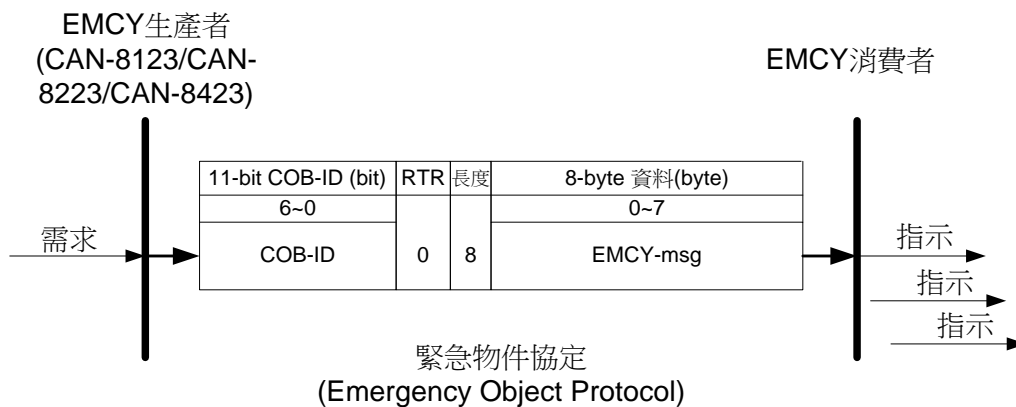 EMCY生產者
(CAN-8123/CAN-
8223/CAN-8423)
EMCY消費者
11-bit COB-ID (bit) RTR 長度 8-byte 資料(byte)
6~0 0~7
需求 COB-ID 0 8 EMCY-msg 指示
指示
指示
緊急物件協定
(Emergency Object Protocol)